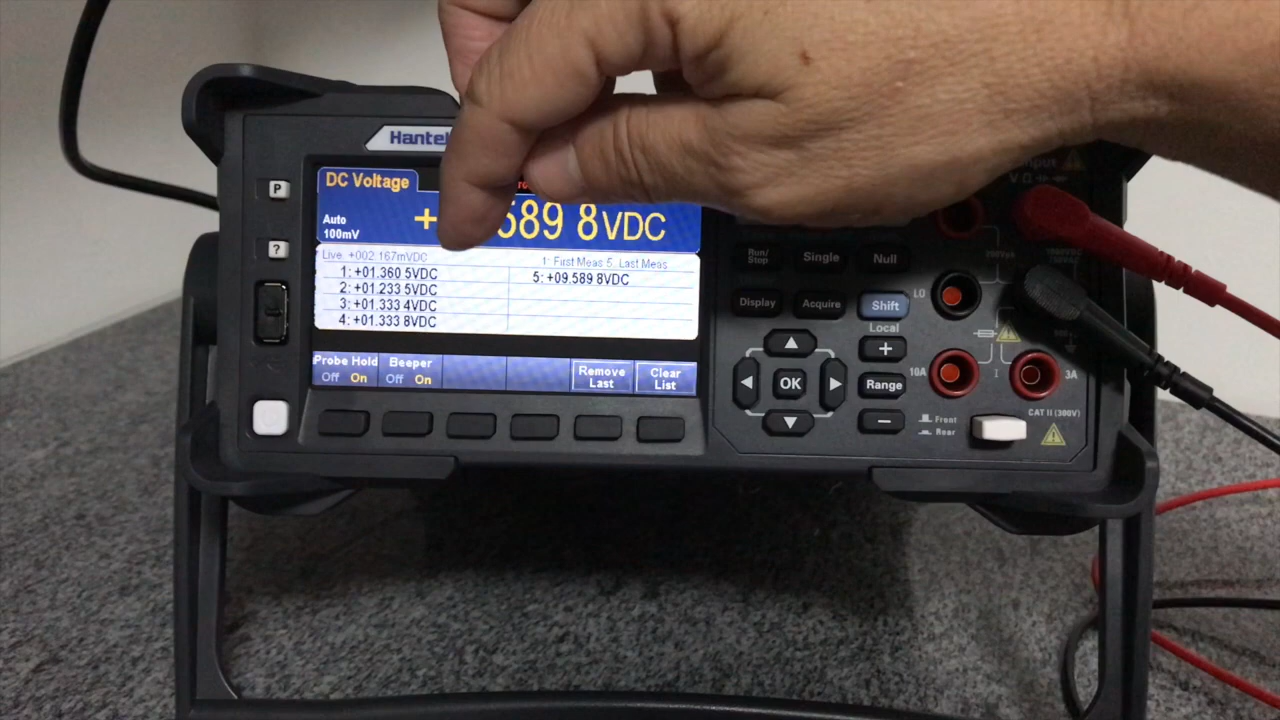 Hantek
P
DC Voltage
Auto
100mV
+ 589 8VDC
?
Live. +002.167mVDC
1: First Meas 5, Last Meas
1: +01.360 5VDC
5: +09.589 8VDC
2: +01.233 5VDC
3: +01.333 4VDC
4: +01.333 8VDC
Probe Hold
Off On
Beeper
Off On
Remove
Last
Clear
List
Input
V Ω
Run/
Stop
Single
Null
200Vpk
LO
Display
Acquire
Shift
Local
+
OK
Range
−
10A
I
3A
Front
Rear
CAT II (300V)